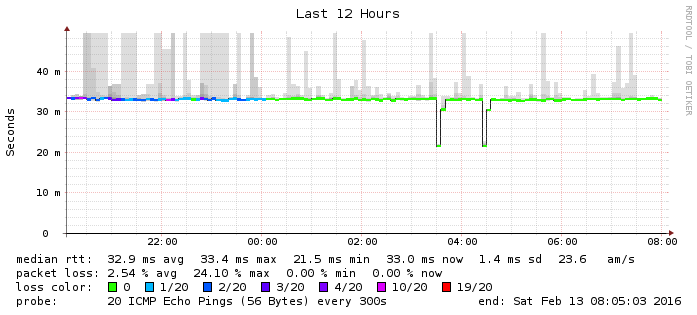 Last 12 Hours
RRDTOOL / TOBI OETIKER
Seconds
40 m
30 m
20 m
10 m
0
22:00 00:00 02:00 04:00 06:00 08:00
median rtt: 32.9 ms avg 33.4 ms max 21.5 ms min 33.0 ms now 1.4 ms sd 23.6 am/s
packet loss: 2.54 % avg 24.10 % max 0.00 % min 0.00 % now
loss color: 0 1/20 2/20 3/20 4/20 10/20 19/20
probe: 20 ICMP Echo Pings (56 Bytes) every 300s end: Sat Feb 13 08:05:03 2016